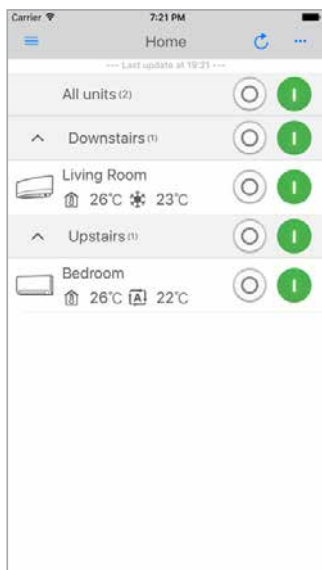 Carrier 7:21 PM
Home
--- Last update at 19:21 ---
All units (2)
Downstairs (1)
Living Room
26°C 23°C
Upstairs (1)
Bedroom
26°C A 22°C